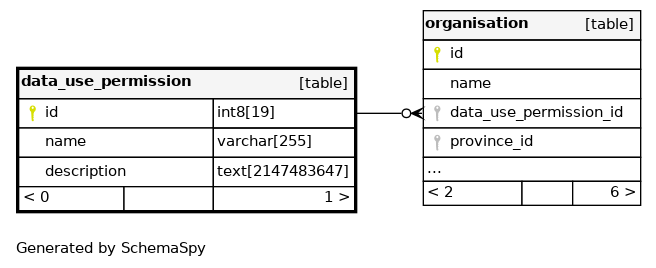 data_use_permission [table]
id int8[19]
name varchar[255]
description text[2147483647]
< 0 1 >
organisation [table]
id
name
data_use_permission_id
province_id
...
< 2 6 >
Generated by SchemaSpy